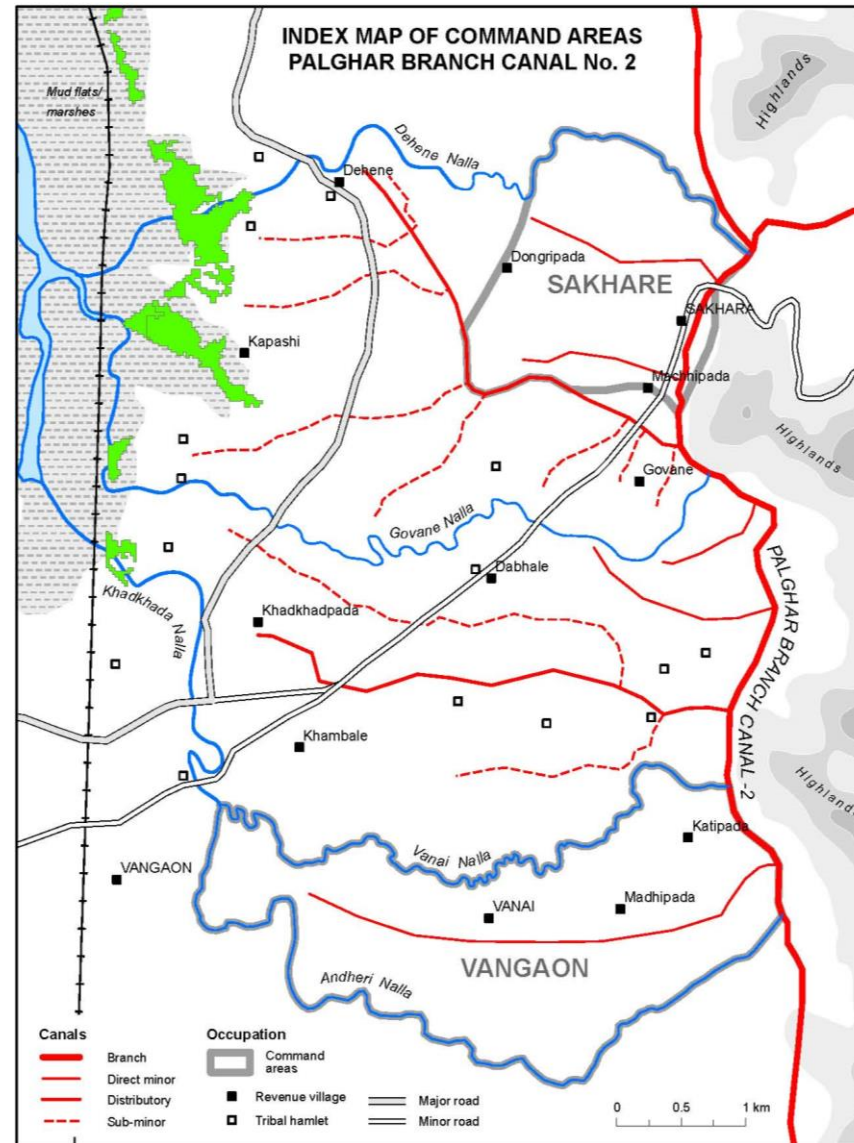 INDEX MAP OF COMMAND AREAS
PALGHAR BRANCH CANAL No. 2
Mud flats/
marshes
Highlands
Dehene Nalla
Dehene
Dongripada
SAKHARE
SAKHARA
Kapashi
Machnipada
Highlands
Govane
Govane Nalla
Dabhale
PALGHAR BRANCH CANAL -2
Khadkhada Nalla
Khadkhadpada
Khambale
Highlands
Katipada
Vanai Nalla
VANGAON
VANAI
Madhipada
VANGAON
Andheri Nalla
Canals
Branch
Direct minor
Distributory
Sub-minor
Occupation
Command
areas
Revenue village
Tribal hamlet
Major road
Minor road
0 0.5 1 km